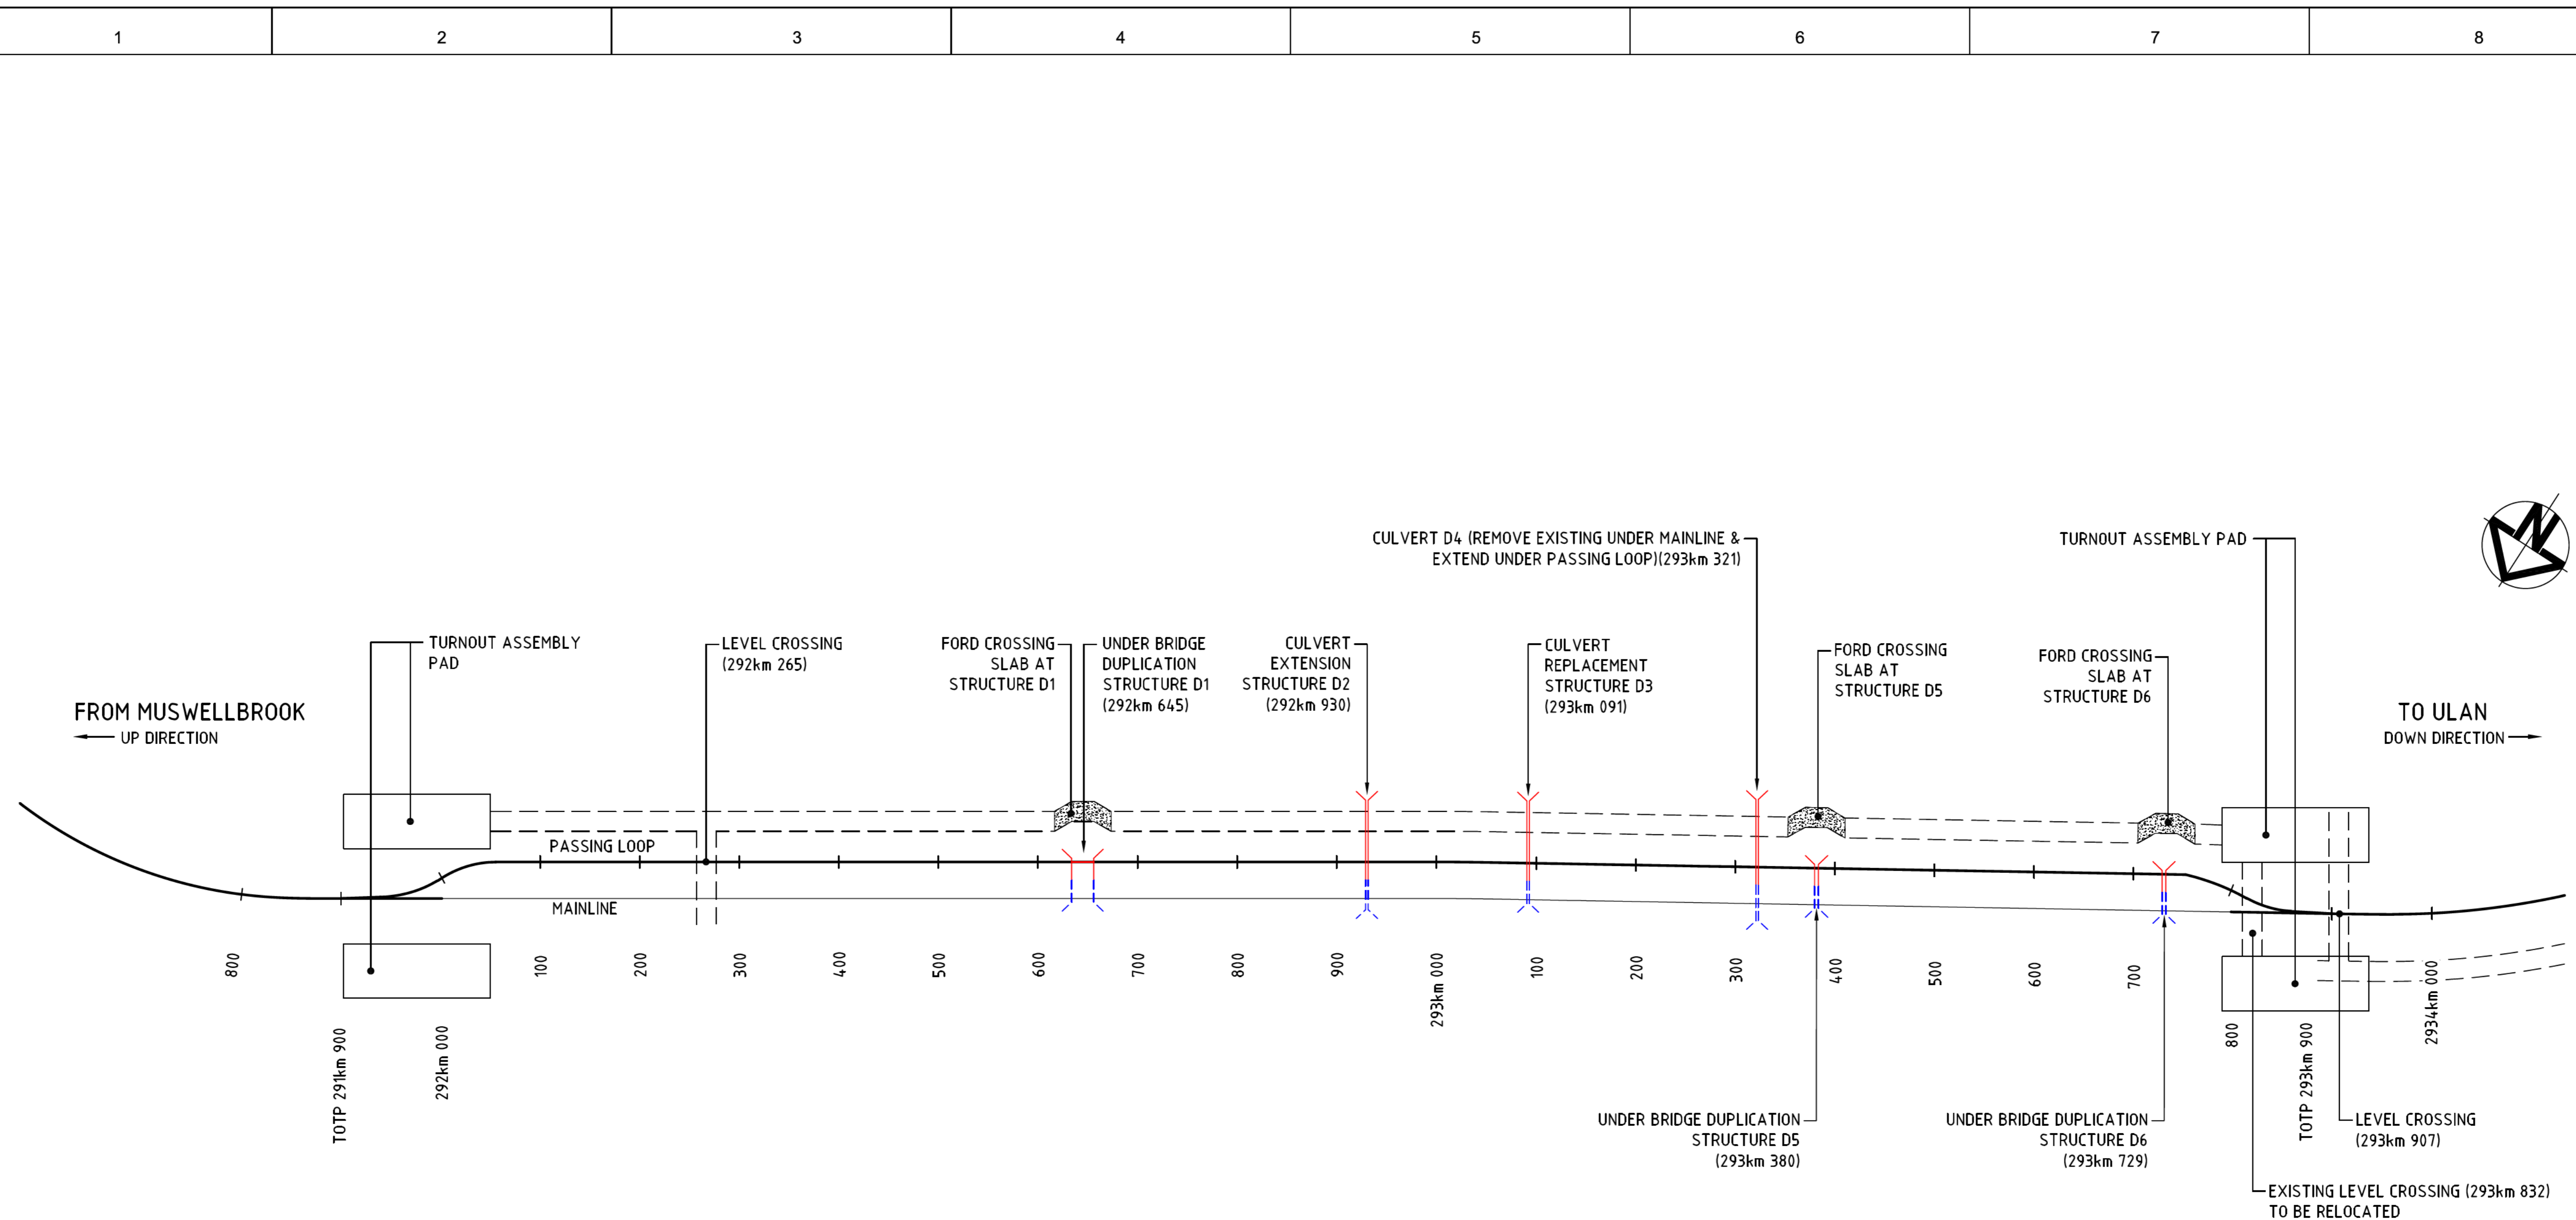 1 2 3 4 5 6 7 8
CULVERT D4 (REMOVE EXISTING UNDER MAINLINE &
EXTEND UNDER PASSING LOOP)(293km 321)
TURNOUT ASSEMBLY PAD
N
TURNOUT ASSEMBLY
PAD
LEVEL CROSSING
(292km 265)
FORD CROSSING
SLAB AT
STRUCTURE D1
UNDER BRIDGE
DUPLICATION
STRUCTURE D1
(292km 645)
CULVERT
EXTENSION
STRUCTURE D2
(292km 930)
CULVERT
REPLACEMENT
STRUCTURE D3
(293km 091)
FORD CROSSING
SLAB AT
STRUCTURE D5
FORD CROSSING
SLAB AT
STRUCTURE D6
FROM MUSWELLBROOK
UP DIRECTION
TO ULAN
DOWN DIRECTION
PASSING LOOP
MAINLINE
800
TOTP 291km 900
292km 000
100
200
300
400
500
600
700
800
900
293km 000
100
200
300
400
500
600
700
800
TOTP 293km 900
2934km 000
UNDER BRIDGE DUPLICATION
STRUCTURE D5
(293km 380)
UNDER BRIDGE DUPLICATION
STRUCTURE D6
(293km 729)
LEVEL CROSSING
(293km 907)
EXISTING LEVEL CROSSING (293km 832)
TO BE RELOCATED